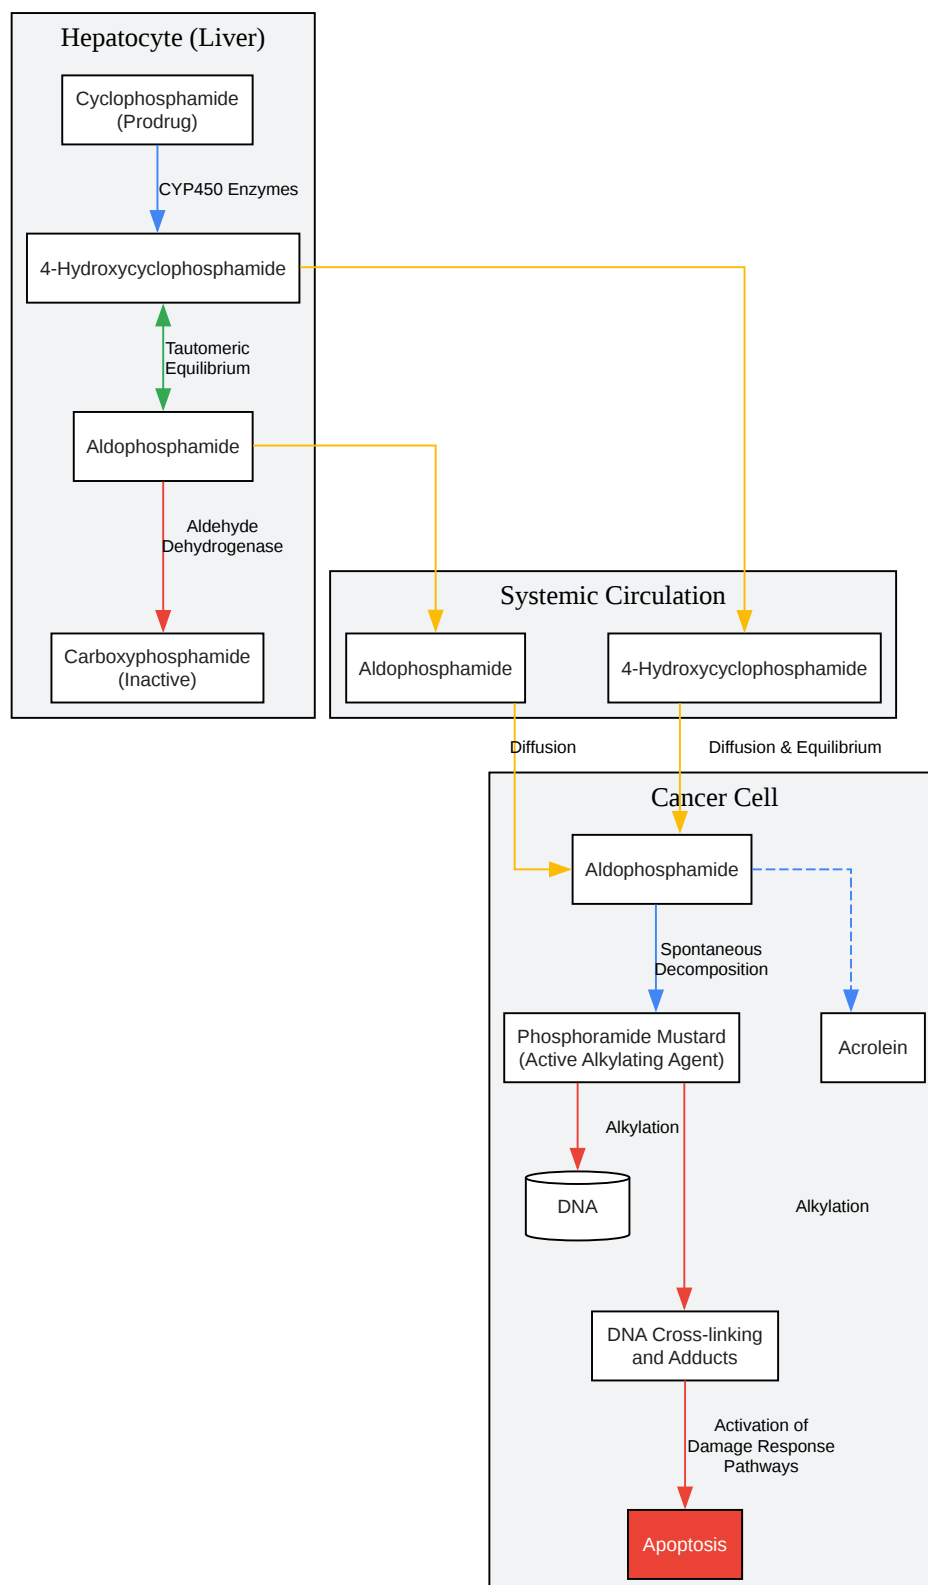 Hepatocyte (Liver)
Cyclophosphamide
(Prodrug)
CYP450 Enzymes
4-Hydroxycyclophosphamide
Tautomeric
Equilibrium
Aldophosphamide
Aldehyde
Dehydrogenase
Carboxyphosphamide
(Inactive)
Systemic Circulation
Aldophosphamide
4-Hydroxycyclophosphamide
Diffusion
Diffusion & Equilibrium
Cancer Cell
Aldophosphamide
Spontaneous
Decomposition
Phosphoramide Mustard
(Active Alkylating Agent)
Acrolein
Alkylation
DNA
Alkylation
DNA Cross-linking
and Adducts
Activation of
Damage Response
Pathways
Apoptosis